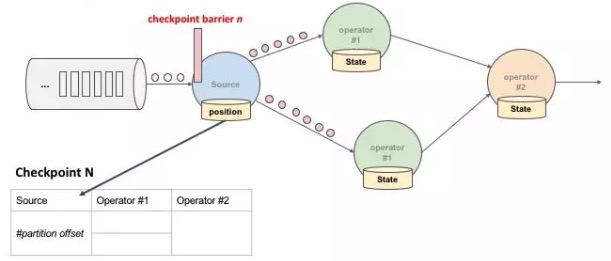 checkpoint barrier n
...
Source
position
operator
#1
State
operator
#1
State
operator
#2
State
Checkpoint N
Source Operator #1 Operator #2
#partition offset